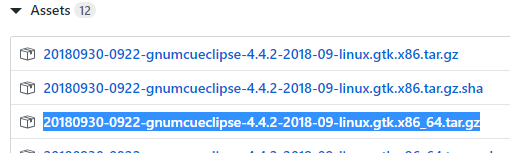 Assets 12
20180930-0922-gnumcueclipse-4.4.2-2018-09-linux.gtk.x86.tar.gz
20180930-0922-gnumcueclipse-4.4.2-2018-09-linux.gtk.x86.tar.gz.sha
20180930-0922-gnumcueclipse-4.4.2-2018-09-linux.gtk.x86_64.tar.gz